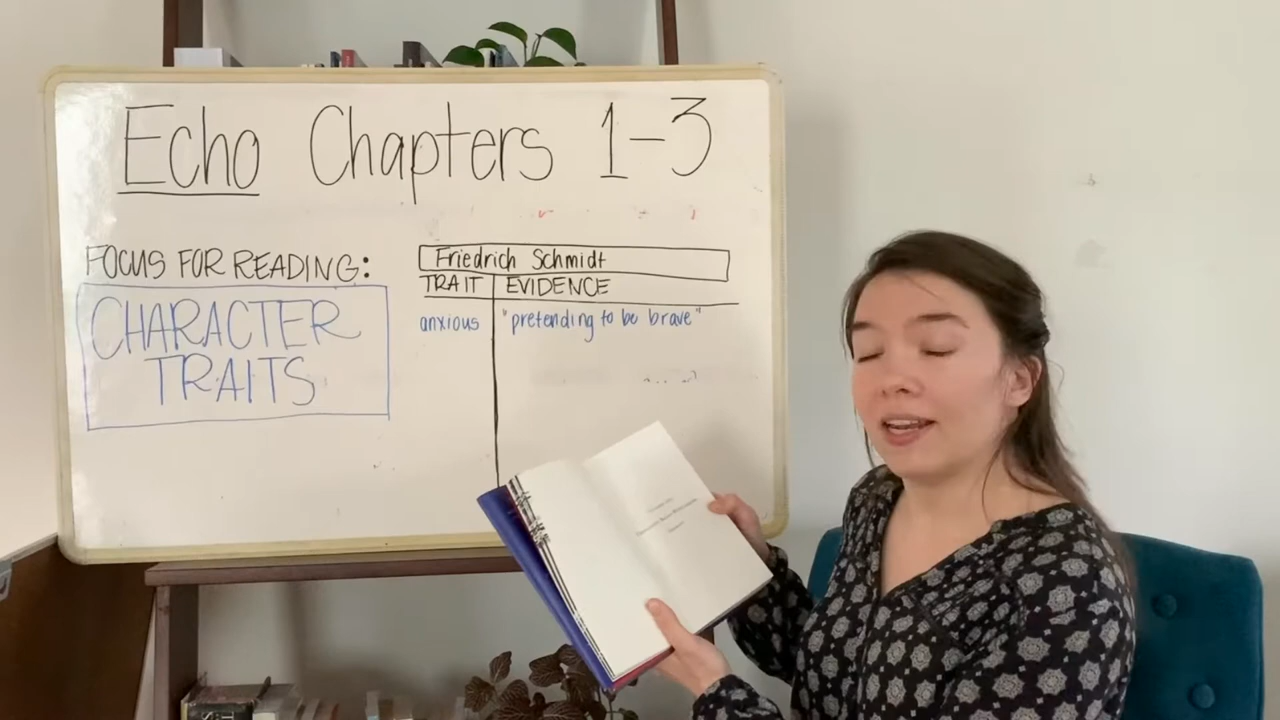 Echo Chapters 1-3
FOCUS FOR READING:
CHARACTER
TRAITS
Friedrich Schmidt
TRAIT EVIDENCE
anxious "pretending to be brave"